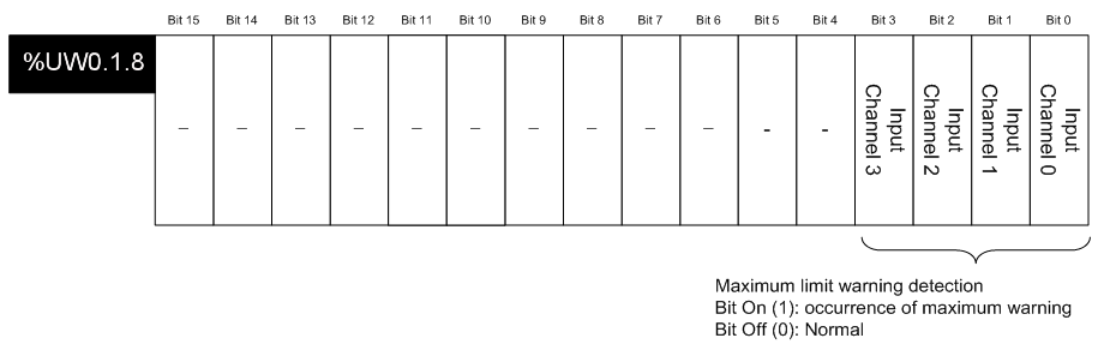 Bit 15 Bit 14 Bit 13 Bit 12 Bit 11 Bit 10 Bit 9 Bit 8 Bit 7 Bit 6 Bit 5 Bit 4 Bit 3 Bit 2 Bit 1 Bit 0
%UW0.1.8
– – – – – – – – – – - -
Input
Channel 3
Input
Channel 2
Input
Channel 1
Input
Channel 0
Maximum limit warning detection
Bit On (1): occurrence of maximum warning
Bit Off (0): Normal